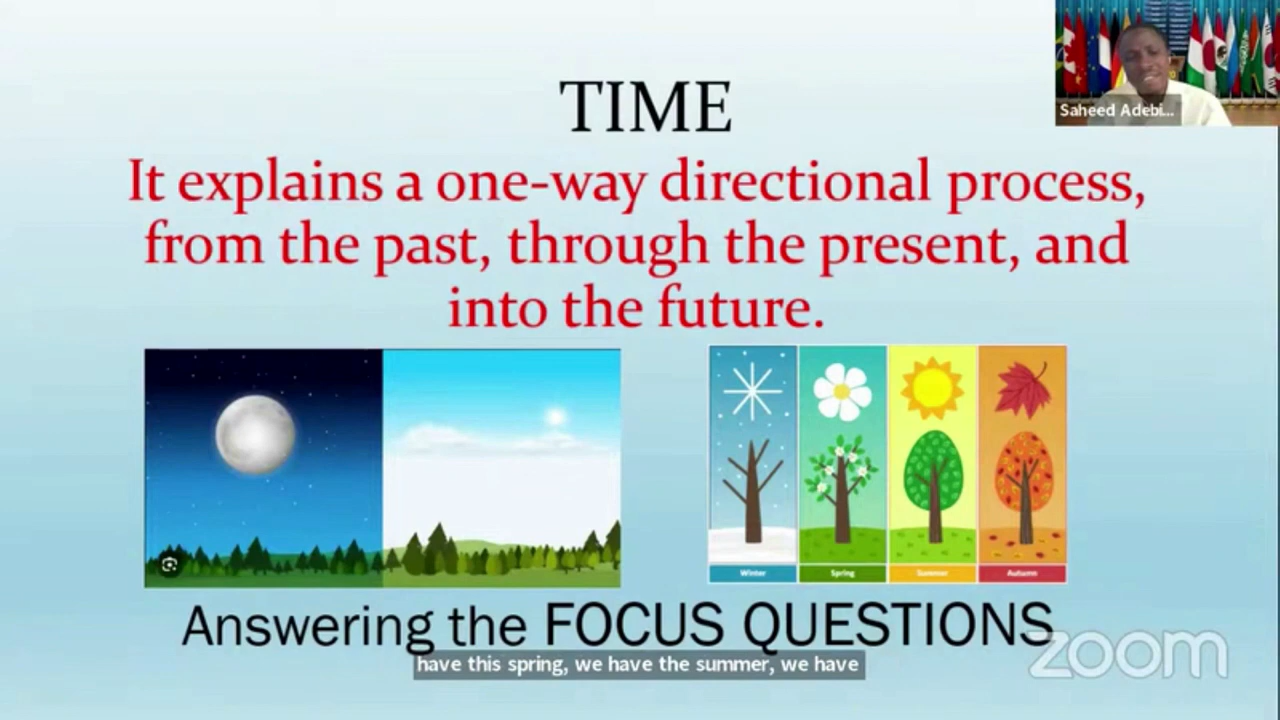 TIME
Saheed Adebi...
It explains a one-way directional process,
from the past, through the present, and
into the future.
Winter
Spring
Summer
Autumn
Answering the FOCUS QUESTIONS
have this spring, we have the summer, we have
zoom